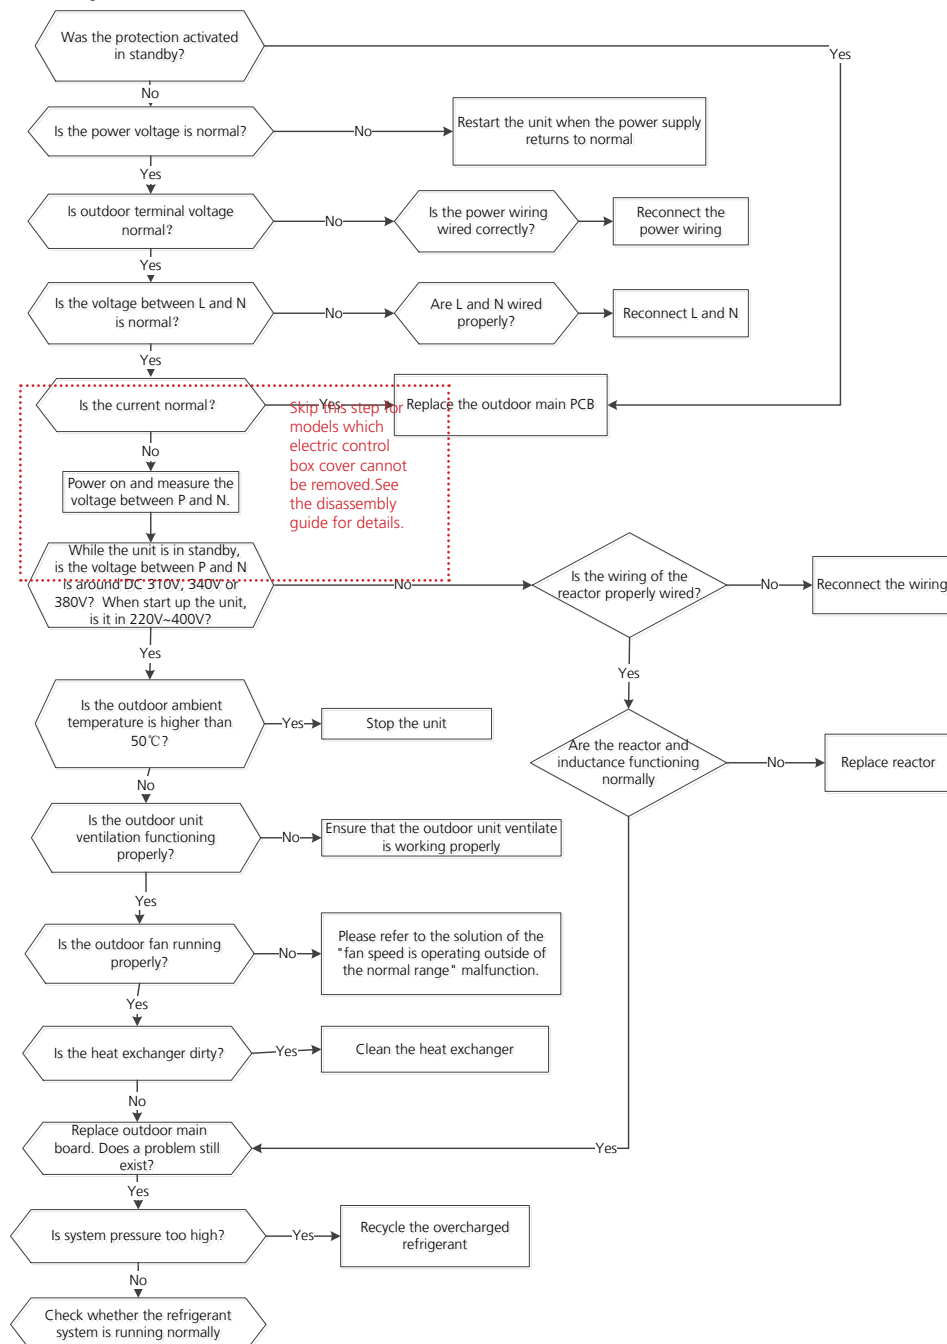 Was the protection activated
in standby?
Yes
No
Is the power voltage is normal?
No
Restart the unit when the power supply
returns to normal
Yes
Is outdoor terminal voltage
normal?
No
Is the power wiring
wired correctly?
Reconnect the
power wiring
Yes
Is the voltage between L and N
is normal?
No
Are L and N wired
properly?
Reconnect L and N
Yes
Is the current normal?
Yes
Replace the outdoor main PCB
Skip this step for
models which
electric control
box cover cannot
be removed.See
the disassembly
guide for details.
No
Power on and measure the
voltage between P and N.
While the unit is in standby,
is the voltage between P and N
is around DC 310V, 340V or
380V? When start up the unit,
is it in 220V~400V?
No
Is the wiring of the
reactor properly wired?
No
Reconnect the wiring
Yes
Yes
Is the outdoor ambient
temperature is higher than
50℃?
Yes
Stop the unit
Are the reactor and
inductance functioning
normally
No
Replace reactor
No
Is the outdoor unit
ventilation functioning
properly?
No
Ensure that the outdoor unit ventilate
is working properly
Yes
Is the outdoor fan running
properly?
No
Please refer to the solution of the
"fan speed is operating outside of
the normal range" malfunction.
Yes
Is the heat exchanger dirty?
Yes
Clean the heat exchanger
No
Replace outdoor main
board. Does a problem still
exist?
Yes
Yes
Is system pressure too high?
Yes
Recycle the overcharged
refrigerant
No
Check whether the refrigerant
system is running normally